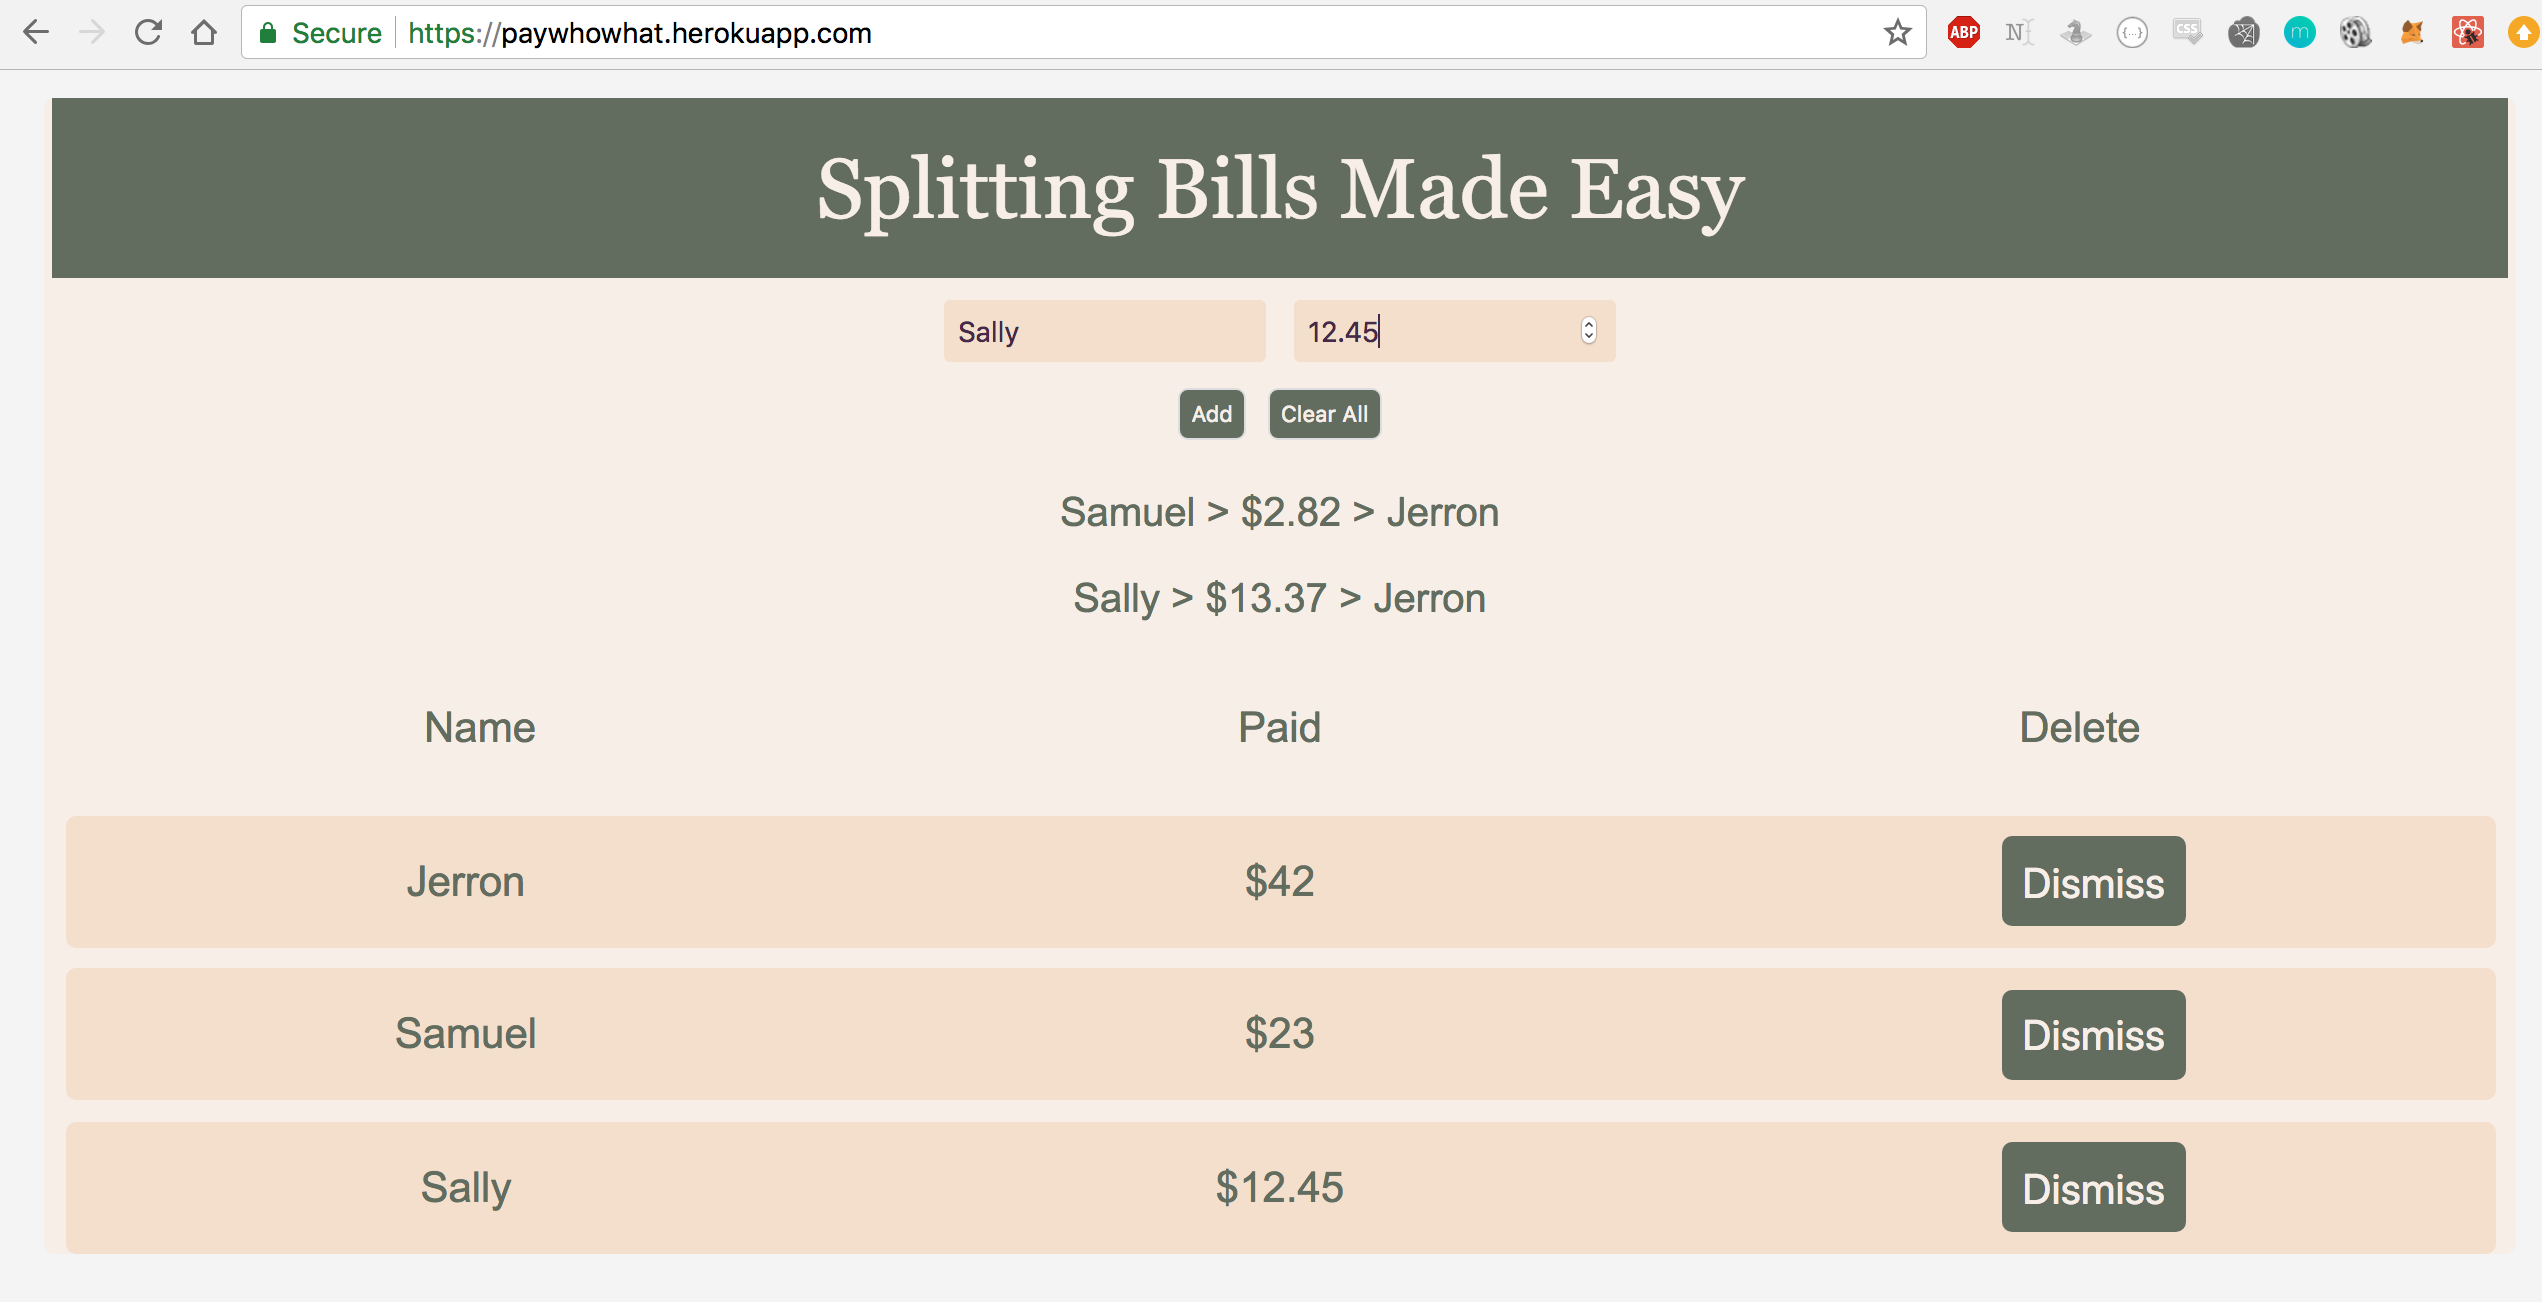 Secure https://paywhowhat.herokuapp.com ABP N {...} CSS m
Splitting Bills Made Easy
Sally 12.45
Add Clear All
Samuel > $2.82 > Jerron
Sally > $13.37 > Jerron
Name Paid Delete
Jerron $42 Dismiss
Samuel $23 Dismiss
Sally $12.45 Dismiss